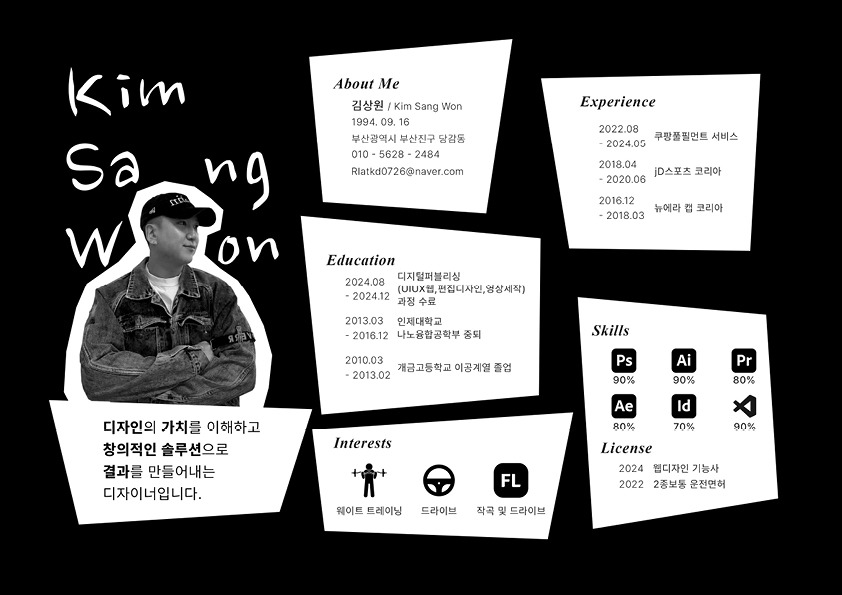 Kim
Sang
Won
디자인의 가치를 이해하고
창의적인 솔루션으로
결과를 만들어내는
디자이너입니다.
About Me
김상원 / Kim Sang Won
1994. 09. 16
부산광역시 부산진구 당감동
010 - 5628 - 2484
Rlatkd0726@naver.com
Education
2024.08
- 2024.12
디지털퍼블리싱
(UIUX웹,편집디자인,영상제작)
과정 수료
2013.03
- 2016.12
인제대학교
나노융합공학부 중퇴
2010.03
- 2013.02
개금고등학교 이공계열 졸업
Interests
FL
웨이트 트레이닝
드라이브
작곡 및 드라이브
Experience
2022.08
- 2024.05
쿠팡풀필먼트 서비스
2018.04
- 2020.06
jD스포츠 코리아
2016.12
- 2018.03
뉴에라 캡 코리아
Skills
Ps Ai Pr
90% 90% 80%
Ae Id
80% 70% 90%
License
2024 웹디자인 기능사
2022 2종보통 운전면허